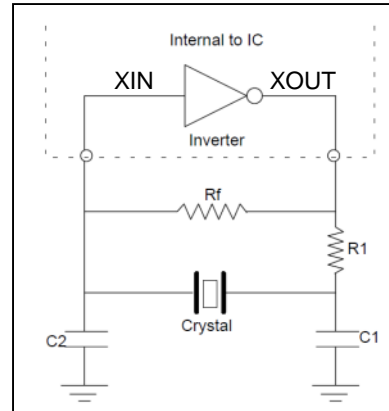 Internal to IC
XIN
XOUT
Inverter
Rf
R1
Crystal
C2
C1